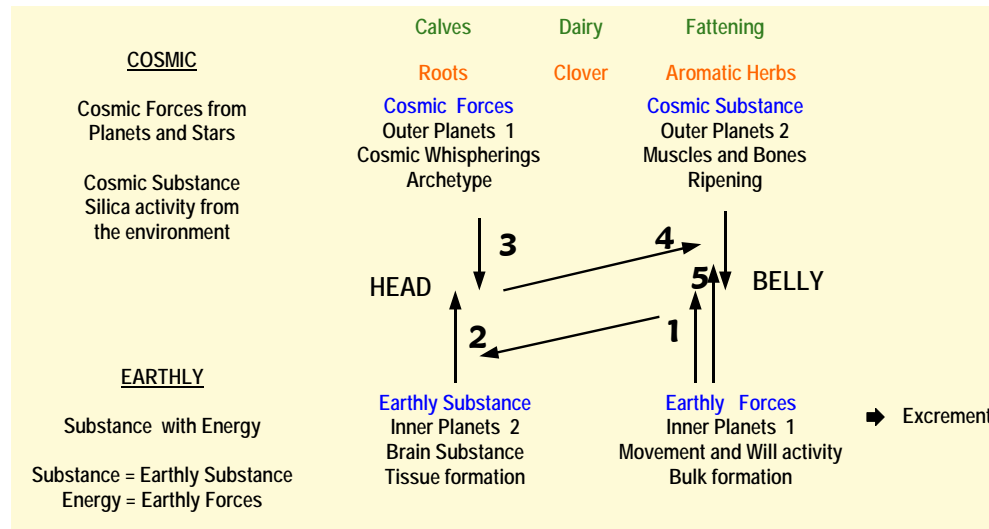 Calves Dairy Fattening
COSMIC
Roots Clover Aromatic Herbs
Cosmic Forces from
Planets and Stars
Cosmic Substance
Silica activity from
the environment
Cosmic Forces
Outer Planets 1
Cosmic Whispherings
Archetype
Cosmic Substance
Outer Planets 2
Muscles and Bones
Ripening
3
4
HEAD
5
BELLY
2
1
EARTHLY
Substance with Energy
Substance = Earthly Substance
Energy = Earthly Forces
Earthly Substance
Inner Planets 2
Brain Substance
Tissue formation
Earthly Forces
Inner Planets 1
Movement and Will activity
Bulk formation
Excrement